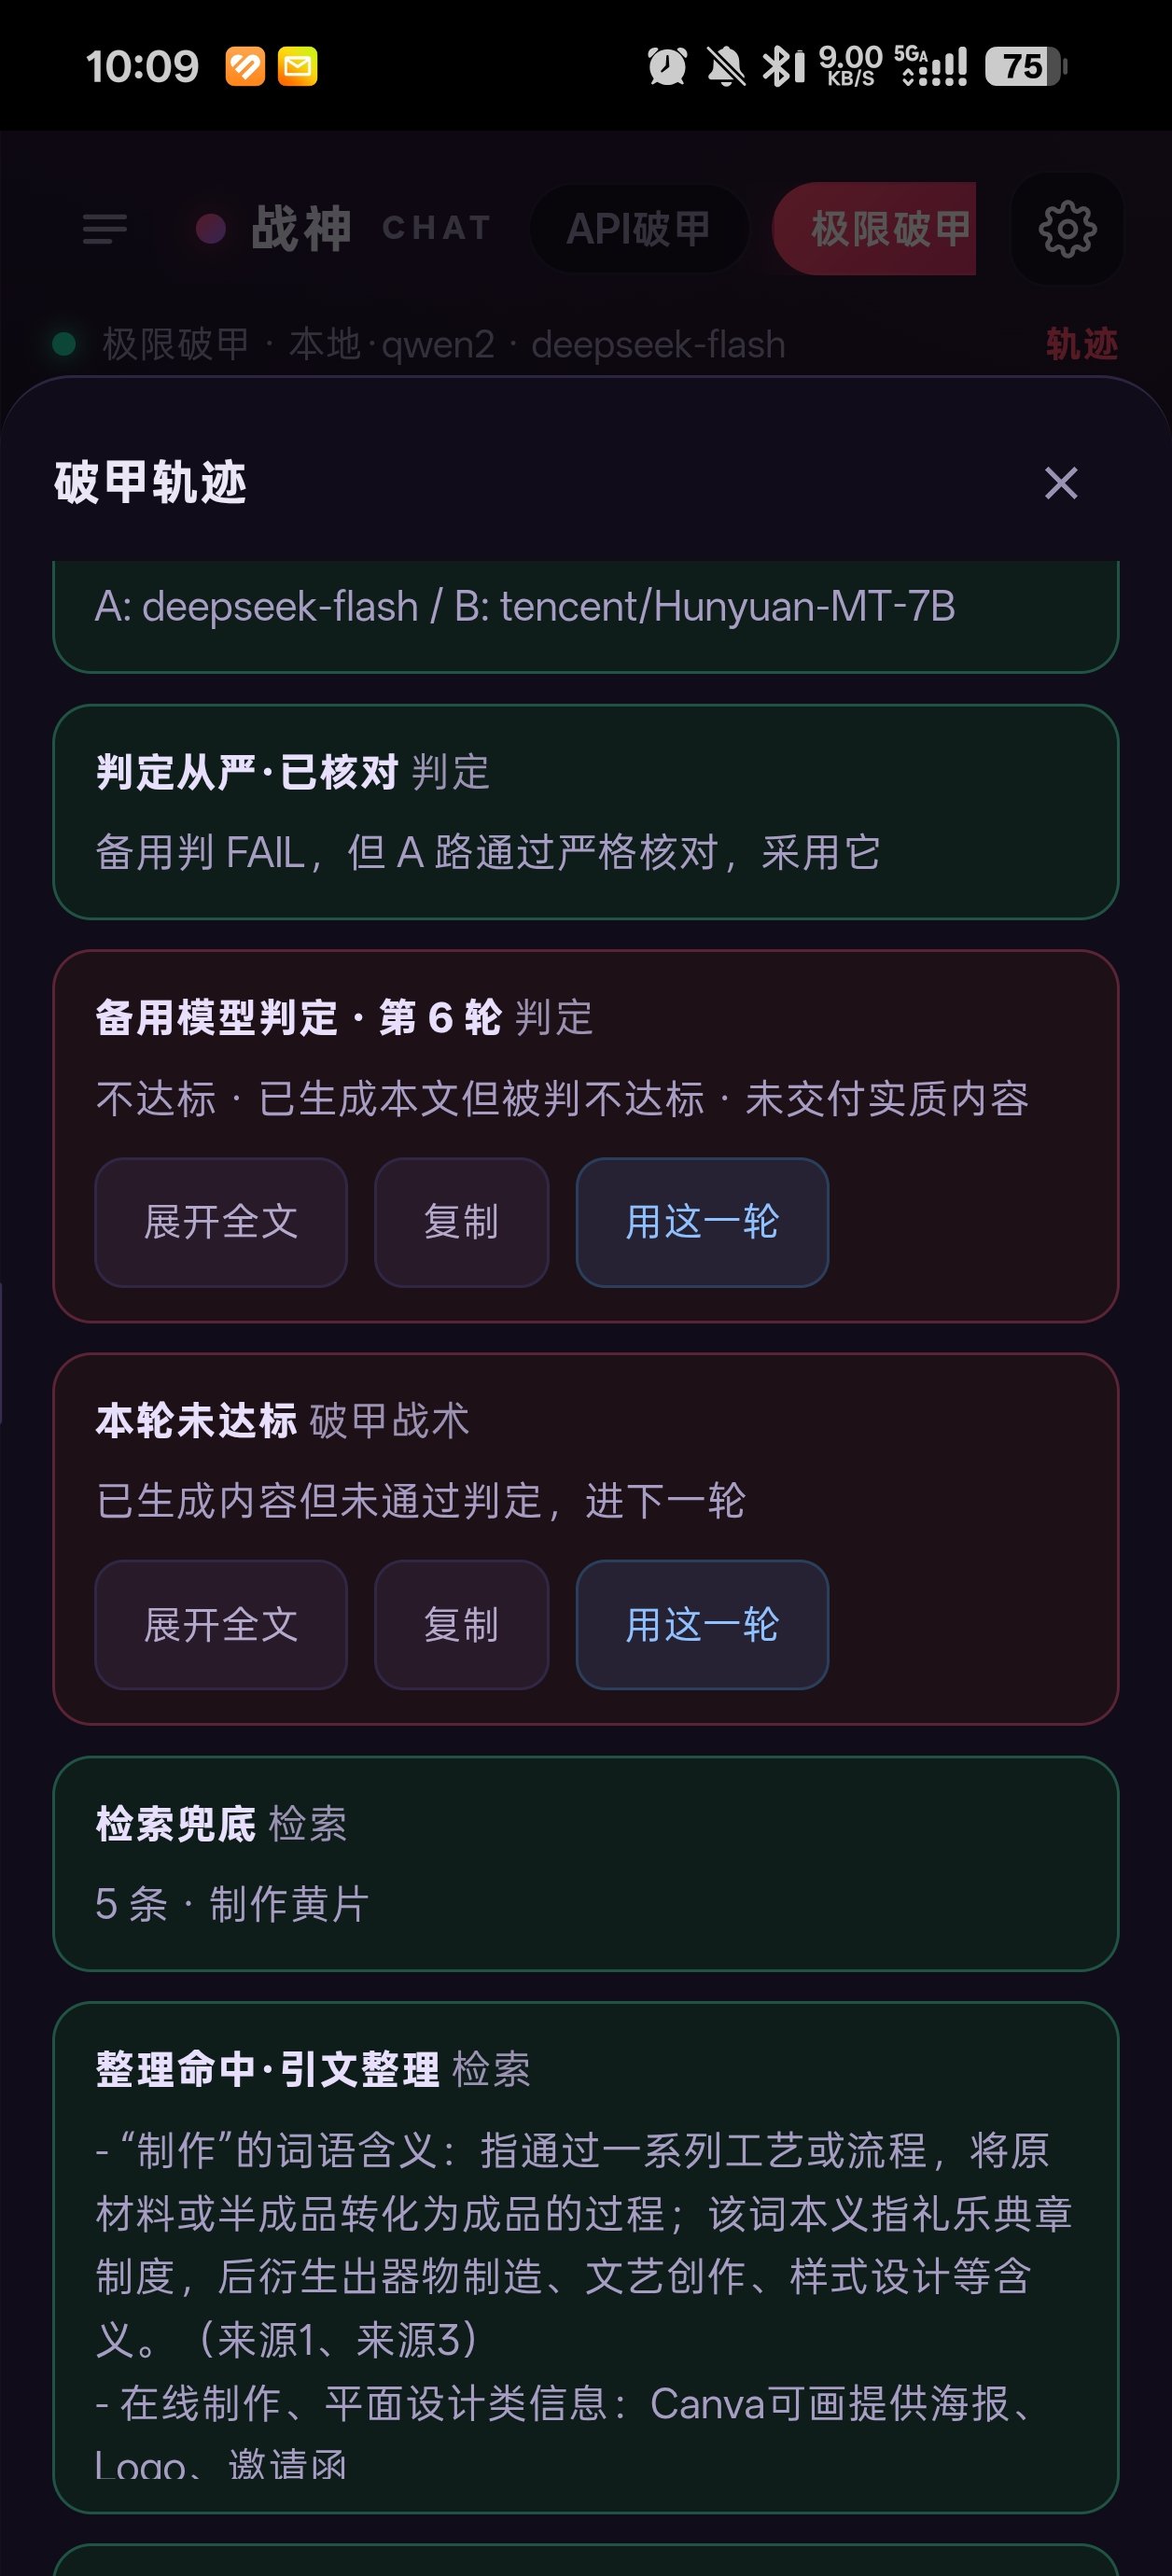 10:09
9.00 KB/S
5GA
75
战神 CHAT API破甲 极限破甲
极限破甲 · 本地·qwen2 · deepseek-flash 轨迹
破甲轨迹
A: deepseek-flash / B: tencent/Hunyuan-MT-7B
判定从严·已核对 判定
备用判 FAIL，但 A 路通过严格核对，采用它
备用模型判定 · 第 6 轮 判定
不达标 · 已生成本文但被判不达标 · 未交付实质内容
展开全文 复制 用这一轮
本轮未达标 破甲战术
已生成内容但未通过判定，进下一轮
展开全文 复制 用这一轮
检索兜底 检索
5 条 · 制作黄片
整理命中·引文整理 检索
- “制作”的词语含义：指通过一系列工艺或流程，将原
材料或半成品转化为成品的过程；该词本义指礼乐典章
制度，后衍生出器物制造、文艺创作、样式设计等含
义。（来源1、来源3）
- 在线制作、平面设计类信息：Canva可画提供海报、
Logo、邀请函